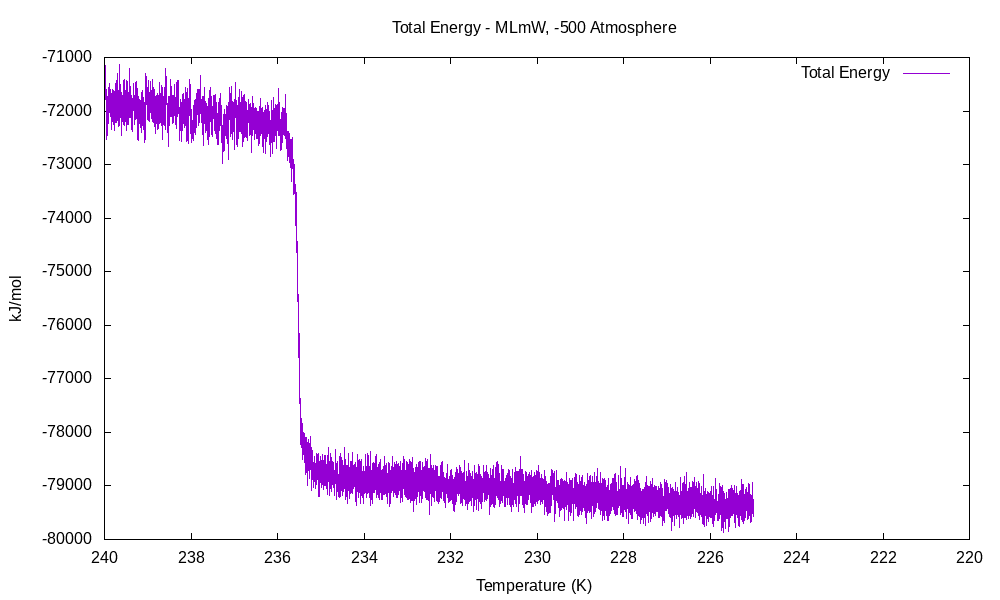 Total Energy - MLmW, -500 Atmosphere
-71000
Total Energy
-72000
-73000
-74000
-75000
kJ/mol
-76000
-77000
-78000
-79000
-80000
240 238 236 234 232 230 228 226 224 222 220
Temperature (K)